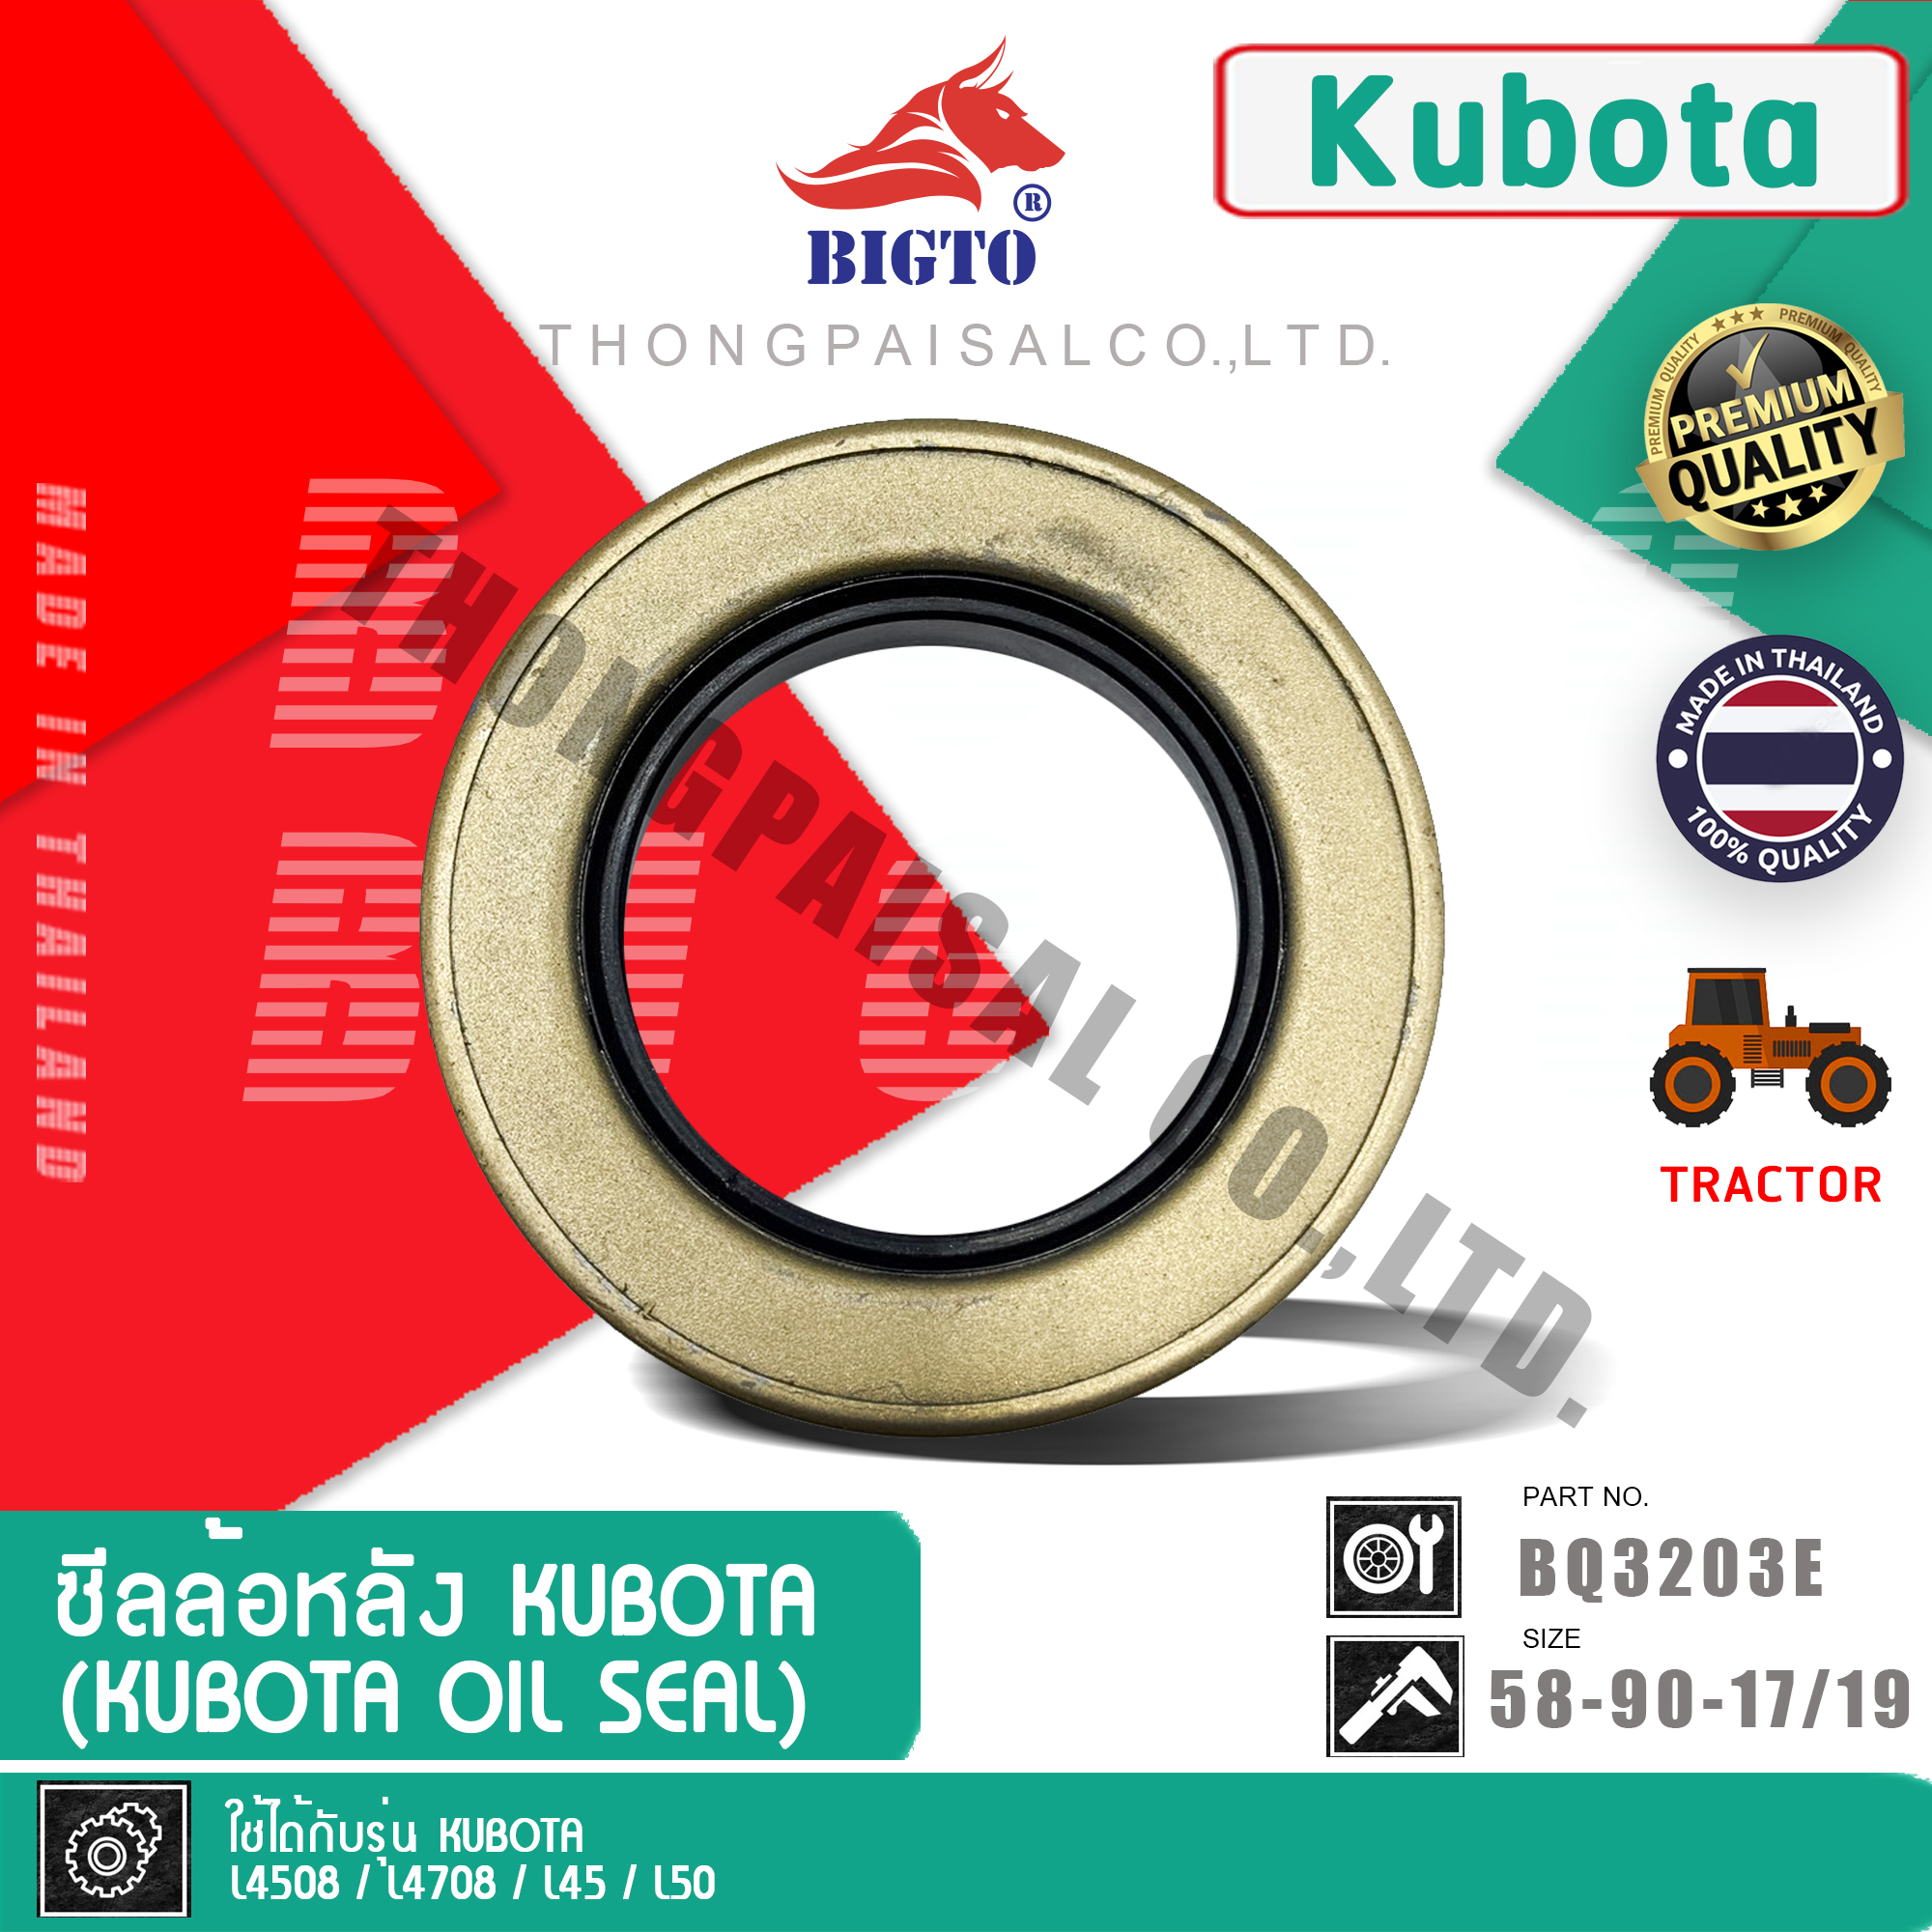 ®
BIGTO
Kubota
THONGPAISALCO.,LTD.
PREMIUM QUALITY ★★★ PREMIUM QUALITY
PREMIUM
QUALITY
MADE IN THAILAND
MADE IN THAILAND
100% QUALITY
THONGPAISAL CO.,LTD.
TRACTOR
PART NO.
BQ3203E
SIZE
58-90-17/19
ซีลล้อหลัง KUBOTA
(KUBOTA OIL SEAL)
ใช้ได้กับรุ่น KUBOTA
L4508 / L4708 / L45 / L50